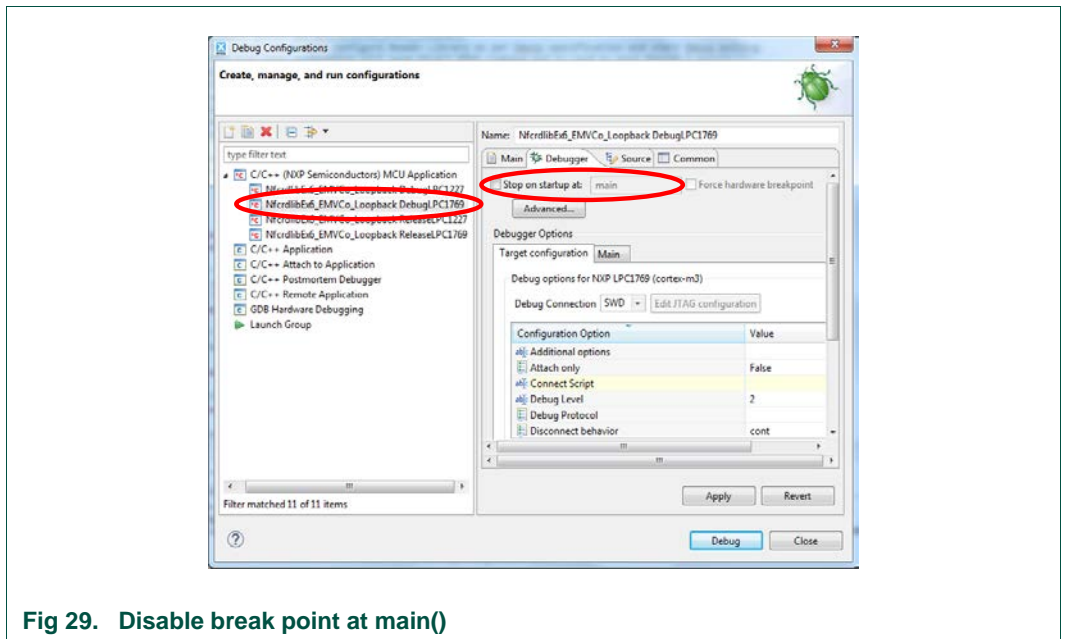 Debug Configurations
Create, manage, and run configurations
type filter text
C/C++ (NXP Semiconductors) MCU Application
NfcrdlibEx6_EMVCo_Loopback DebugLPC1227
NfcrdlibEx6_EMVCo_Loopback DebugLPC1769
NfcrdlibEx6_EMVCo_Loopback ReleaseLPC1227
NfcrdlibEx6_EMVCo_Loopback ReleaseLPC1769
C/C++ Application
C/C++ Attach to Application
C/C++ Postmortem Debugger
C/C++ Remote Application
GDB Hardware Debugging
Launch Group
Filter matched 11 of 11 items
Name: NfcrdlibEx6_EMVCo_Loopback DebugLPC1769
Main Debugger Source Common
Stop on startup at: main Force hardware breakpoint
Advanced...
Debugger Options
Target configuration Main
Debug options for NXP LPC1769 (cortex-m3)
Debug Connection SWD Edit JTAG configuration
Configuration Option Value
Additional options
Attach only False
Connect Script
Debug Level 2
Debug Protocol
Disconnect behavior cont
Apply Revert
Debug Close
Fig 29. Disable break point at main()